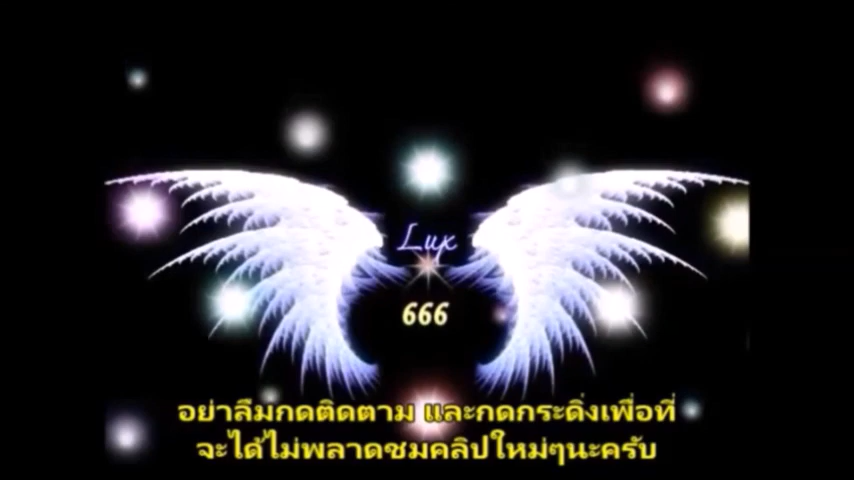 Lux
666
อย่าลืมกดติดตาม และกดกระดิ่งเพื่อที่
จะได้ไม่พลาดชมคลิปใหม่ๆนะครับ